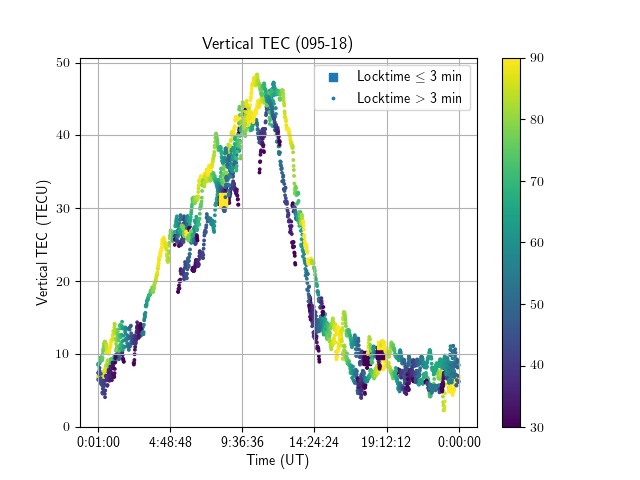 Vertical TEC (095-18)
Locktime ≤ 3 min
Locktime > 3 min
Vertical TEC (TECU)
50
40
30
20
10
0
0:01:00 4:48:48 9:36:36 14:24:24 19:12:12 0:00:00
Time (UT)
90
80
70
60
50
40
30